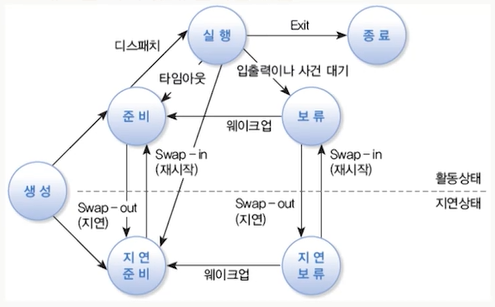 Exit
실 행
종 료
디스패치
타임아웃
입출력이나 사건 대기
준 비
보 류
웨이크업
Swap－in
(재시작)
Swap－in
(재시작)
활동상태
생 성
Swap－out
(지연)
Swap－out
(지연)
지연상태
지 연
준 비
지 연
보 류
웨이크업